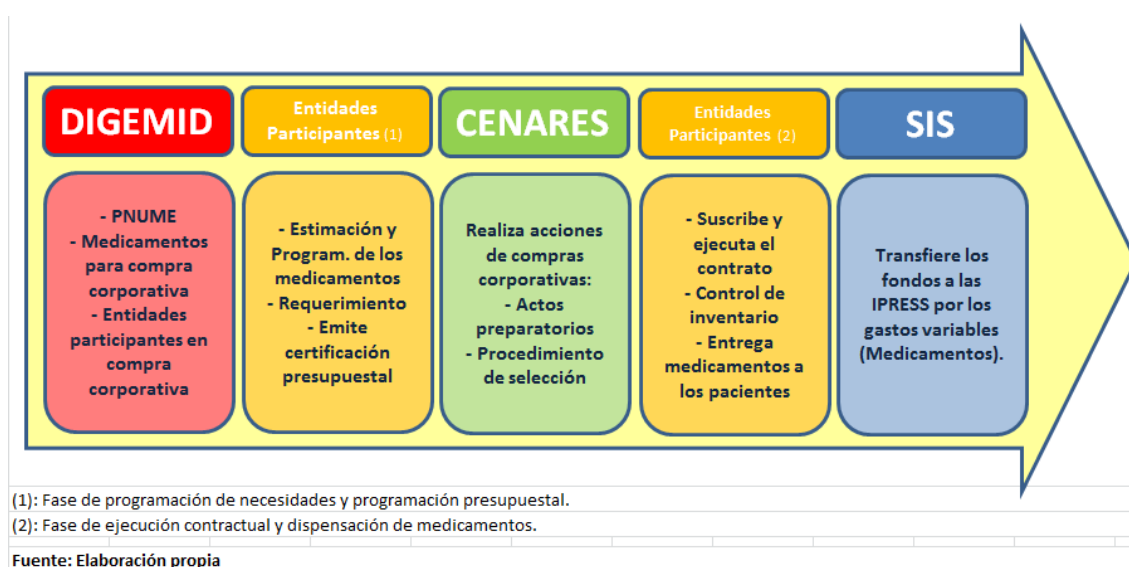 DIGEMID
- PNUME
- Medicamentos
para compra
corporativa
- Entidades
participantes en
compra
corporativa
Entidades
Participantes (1)
- Estimación y
Program. de los
medicamentos
- Requerimiento
- Emite
certificación
presupuestal
CENARES
Realiza acciones
de compras
corporativas:
- Actos
preparatorios
- Procedimiento
de selección
Entidades
Participantes (2)
- Suscribe y
ejecuta el
contrato
- Control de
inventario
- Entrega
medicamentos a
los pacientes
SIS
Transfiere los
fondos a las
IPRESS por los
gastos variables
(Medicamentos).
(1): Fase de programación de necesidades y programación presupuestal.
(2): Fase de ejecución contractual y dispensación de medicamentos.
Fuente: Elaboración propia